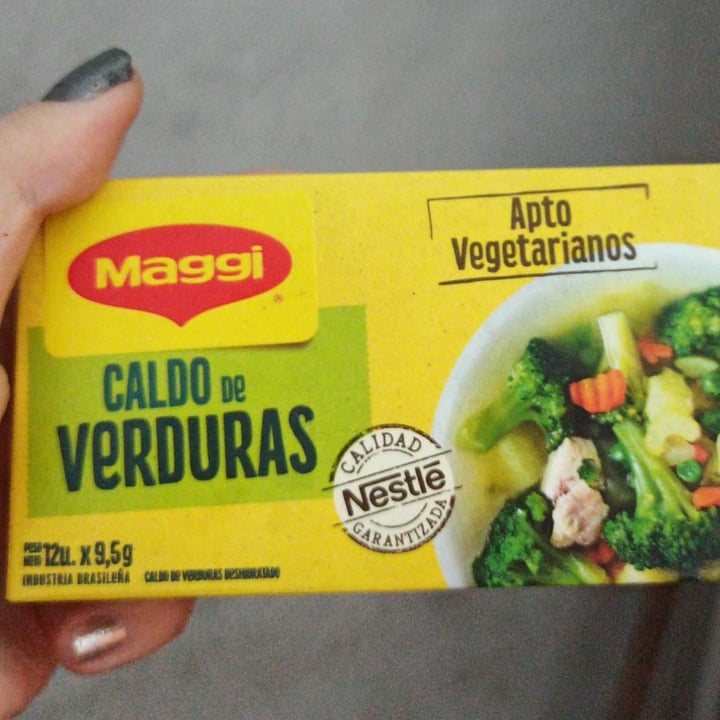 Maggi
®
CALDO DE
VERDURAS
Apto
Vegetarianos
CALIDAD
Nestlé
GARANTIZADA
PESO
NETO 12u. x 9,5g
INDUSTRIA BRASILEÑA CALDO DE VERDURAS DESHIDRATADO